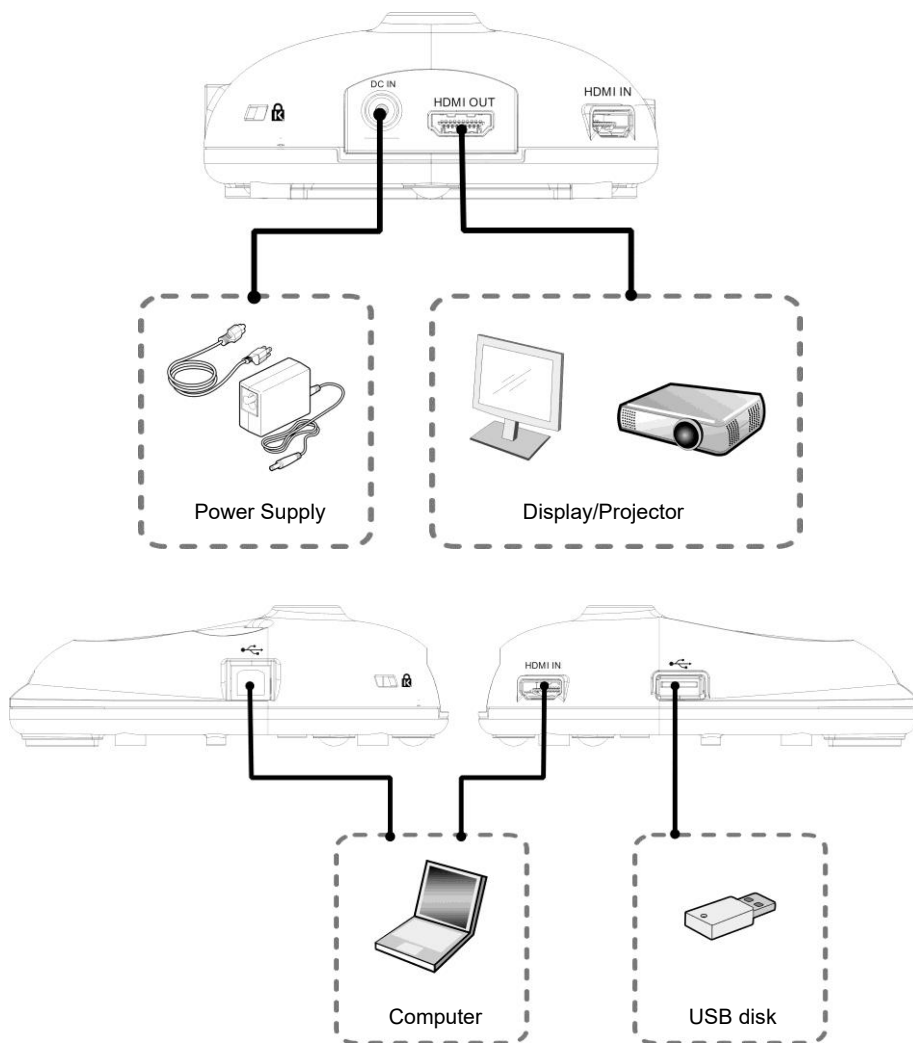 DC IN
HDMI OUT
HDMI IN
K
Power Supply
Display/Projector
K
HDMI IN
Computer
USB disk